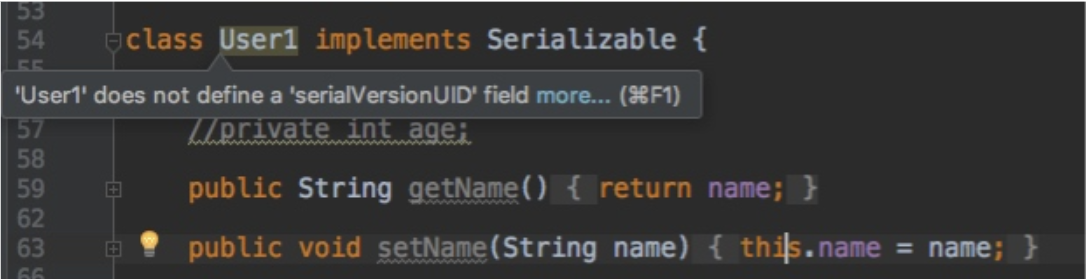 53
54 class User1 implements Serializable {
55
'User1' does not define a 'serialVersionUID' field more... (⌘F1)
57 //private int age;
58
59 public String getName() { return name; }
62
63 public void setName(String name) { this.name = name; }
66